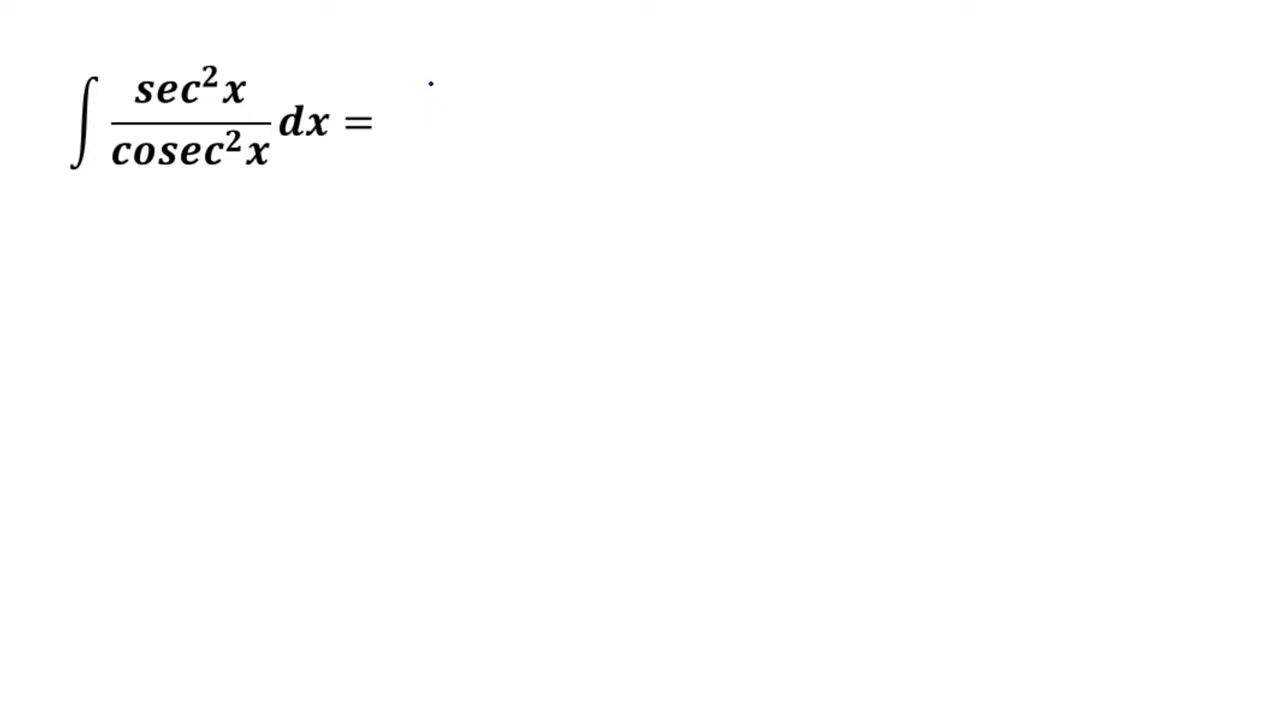 ∫ sec²x / cosec²x dx =